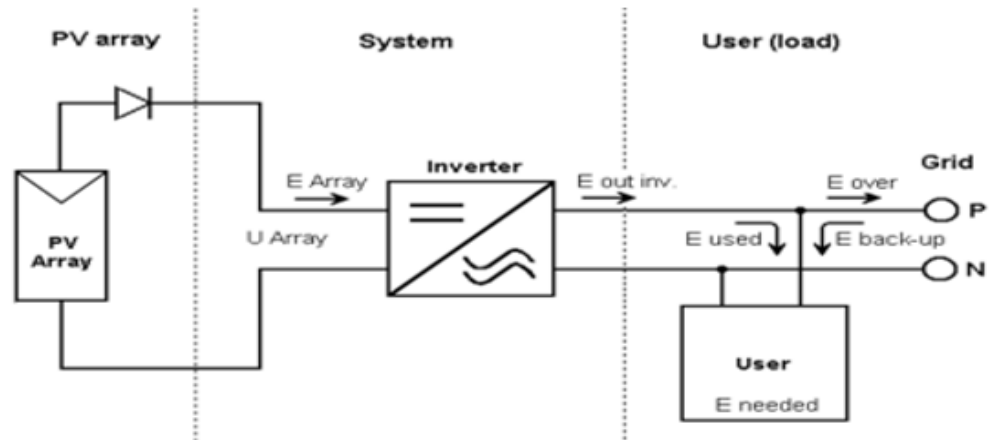 PV array
System
User (load)
Grid
Inverter
E Array
E out inv.
E over
P
U Array
E used
E back-up
PV
Array
N
User
E needed